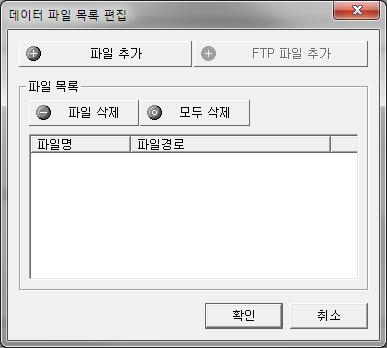 데이터 파일 목록 편집
파일 추가 FTP 파일 추가
파일 목록
파일 삭제 모두 삭제
파일명 파일경로
확인 취소